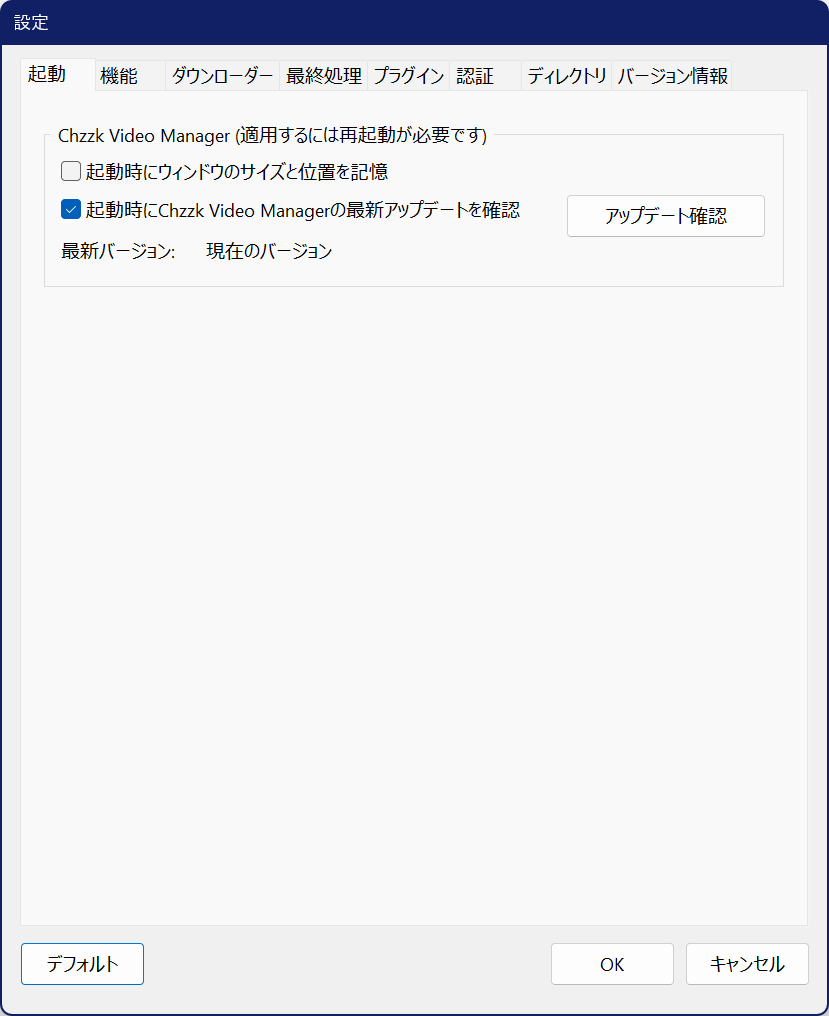 設定
起動 機能 ダウンローダー 最終処理 プラグイン 認証 ディレクトリ バージョン情報
Chzzk Video Manager (適用するには再起動が必要です)
起動時にウィンドウのサイズと位置を記憶
起動時にChzzk Video Managerの最新アップデートを確認
アップデート確認
最新バージョン: 現在のバージョン
デフォルト OK キャンセル